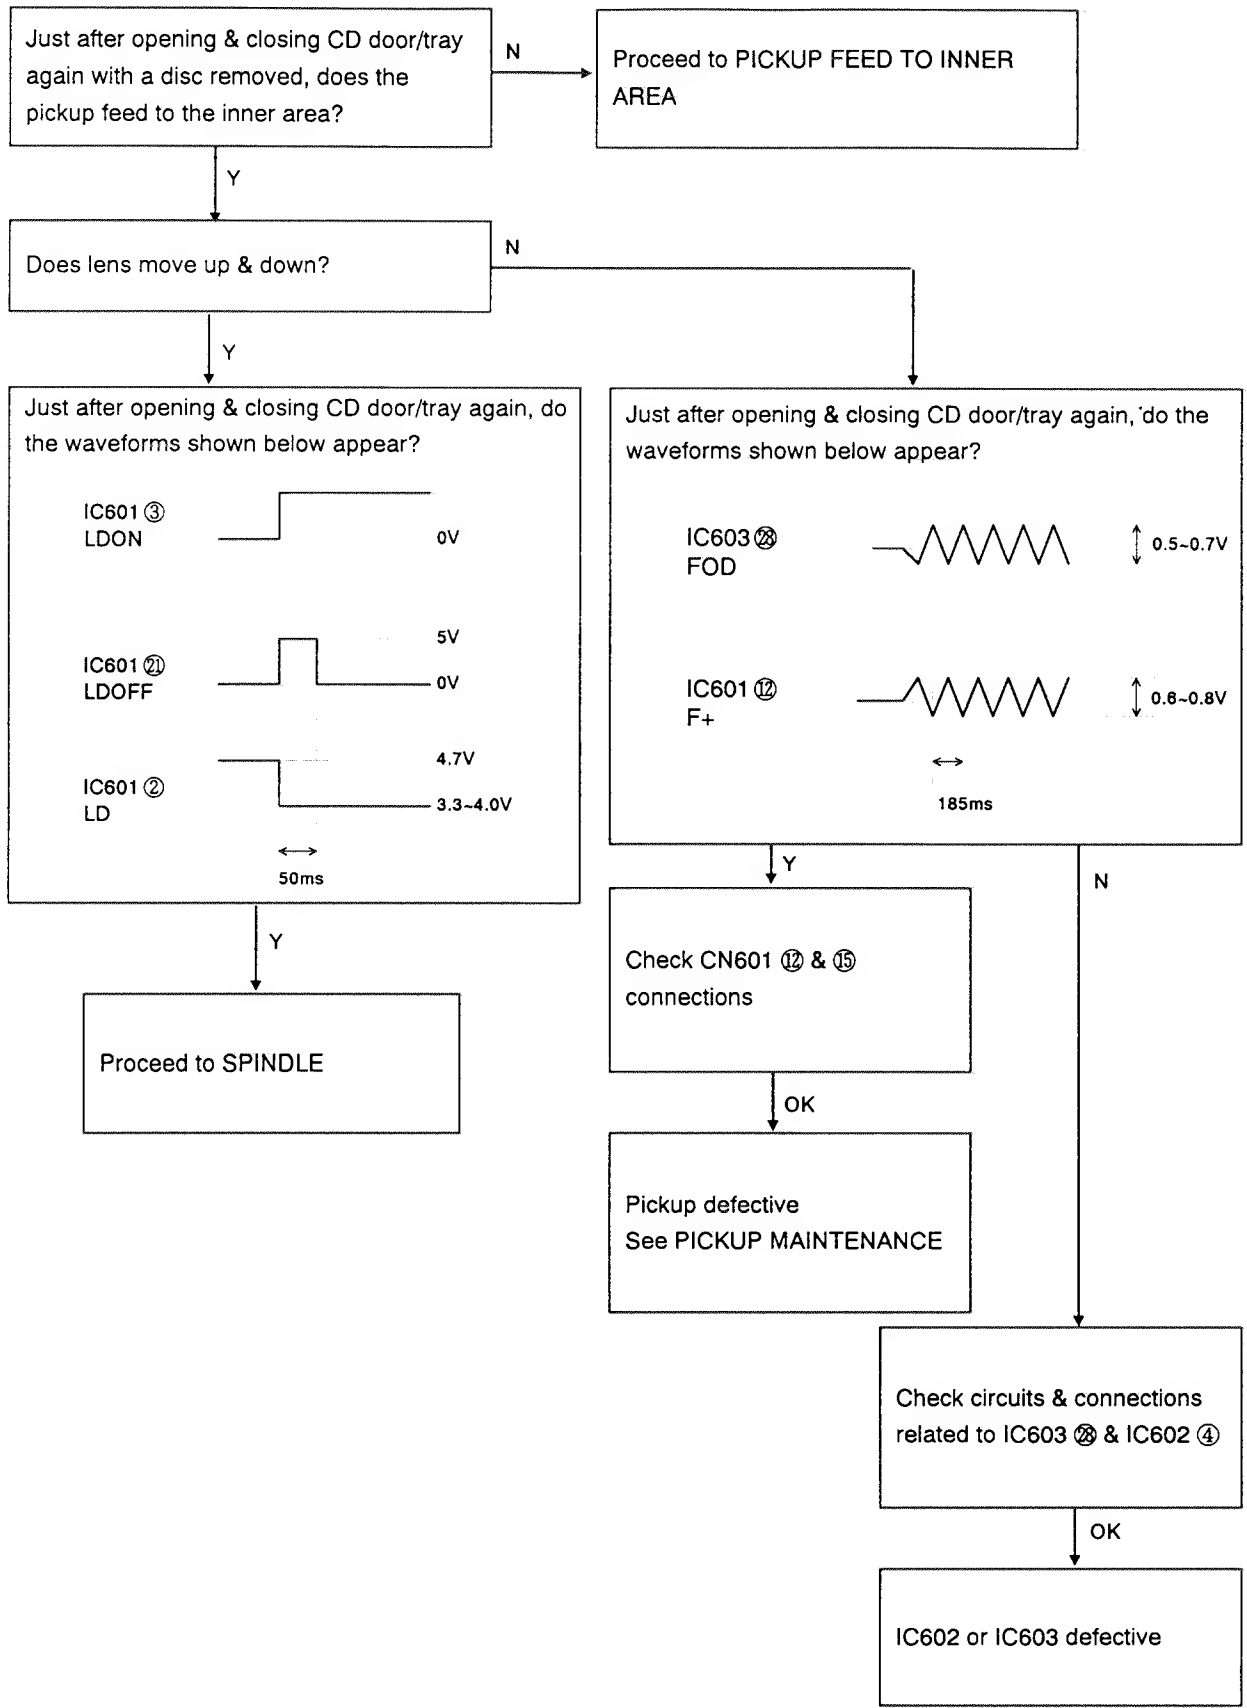 Just after opening & closing CD door/tray
again with a disc removed, does the
pickup feed to the inner area?
N
Proceed to PICKUP FEED TO INNER
AREA
Y
Does lens move up & down?
N
Y
Just after opening & closing CD door/tray again, do
the waveforms shown below appear?
IC601 ③
LDON
0V
IC601 ㉑
LDOFF
5V
0V
IC601 ②
LD
4.7V
3.3~4.0V
50ms
Y
Proceed to SPINDLE
Just after opening & closing CD door/tray again, do the
waveforms shown below appear?
IC603 ㉘
FOD
0.5~0.7V
IC601 ⑫
F+
0.6~0.8V
185ms
Y
N
Check CN601 ⑫ & ⑮
connections
OK
Pickup defective
See PICKUP MAINTENANCE
Check circuits & connections
related to IC603 ㉘ & IC602 ④
OK
IC602 or IC603 defective